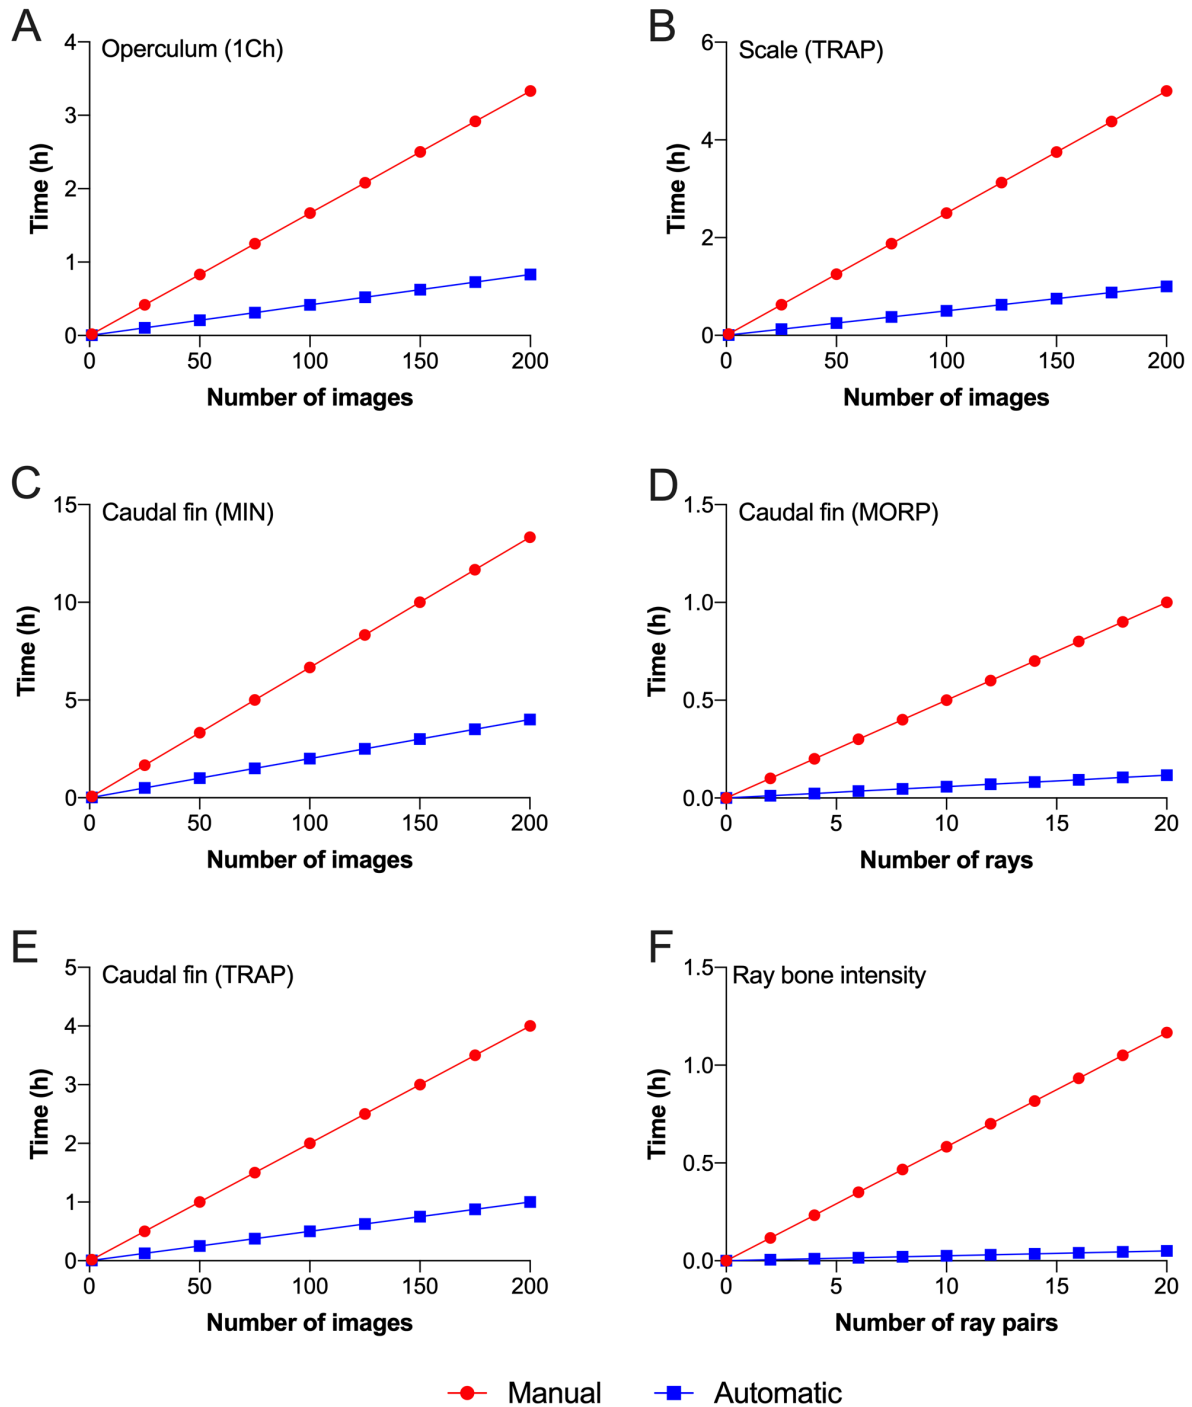 A
Operculum (1Ch)
4
3
2
1
0
Time (h)
0 50 100 150 200
Number of images
B
Scale (TRAP)
6
4
2
0
Time (h)
0 50 100 150 200
Number of images
C
Caudal fin (MIN)
15
10
5
0
Time (h)
0 50 100 150 200
Number of images
D
Caudal fin (MORP)
1.5
1.0
0.5
0.0
Time (h)
0 5 10 15 20
Number of rays
E
Caudal fin (TRAP)
5
4
3
2
1
0
Time (h)
0 50 100 150 200
Number of images
F
Ray bone intensity
1.5
1.0
0.5
0.0
Time (h)
0 5 10 15 20
Number of ray pairs
Manual Automatic